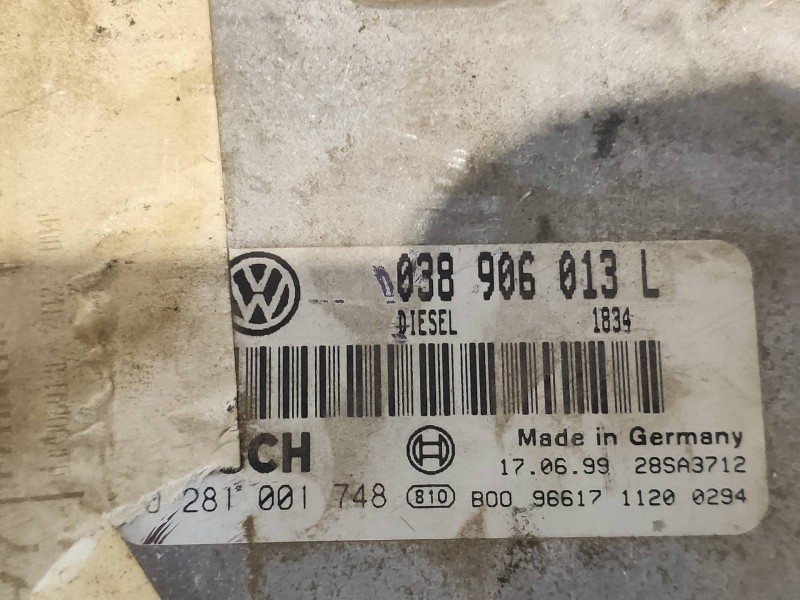 038 906 013 L
DIESEL 1834
Made in Germany
17.06.99 28SA3712
0 281 001 748 810 B00 96617 1120 0294